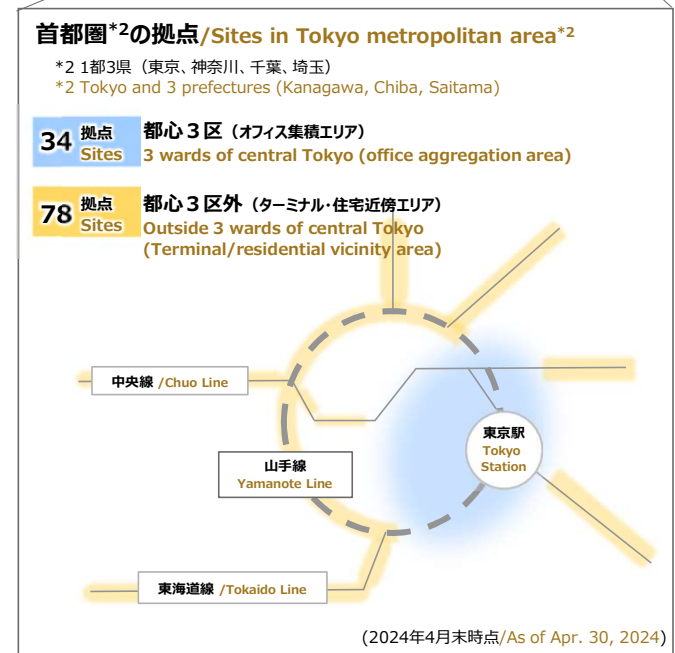 首都圏*2の拠点/Sites in Tokyo metropolitan area*2
*2 1都3県（東京、神奈川、千葉、埼玉）
*2 Tokyo and 3 prefectures (Kanagawa, Chiba, Saitama)
34 拠点 Sites
都心３区（オフィス集積エリア）
3 wards of central Tokyo (office aggregation area)
78 拠点 Sites
都心３区外（ターミナル・住宅近傍エリア）
Outside 3 wards of central Tokyo
(Terminal/residential vicinity area)
中央線 /Chuo Line
東京駅
Tokyo
Station
山手線
Yamanote Line
東海道線 /Tokaido Line
(2024年4月末時点/As of Apr. 30, 2024)